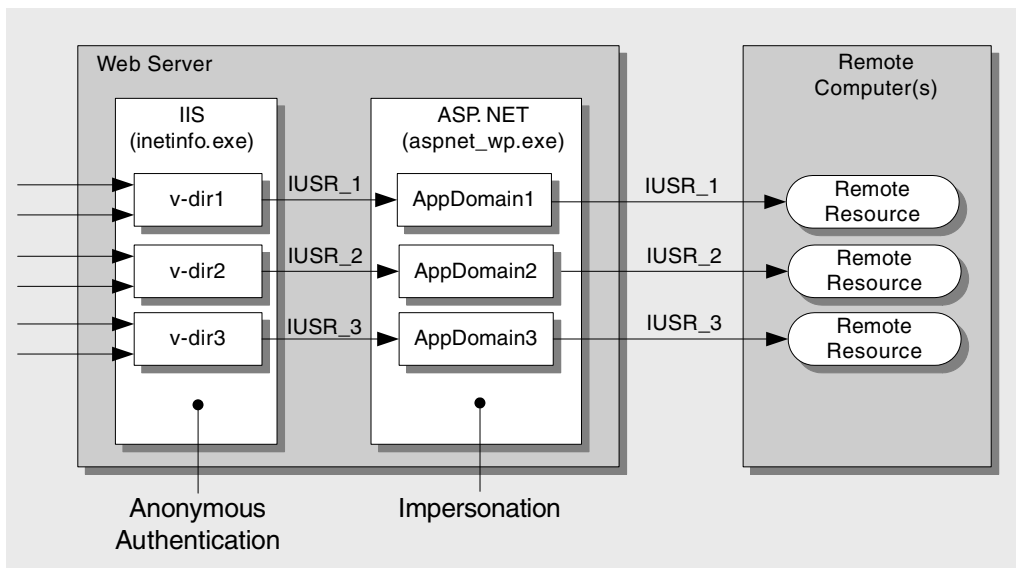 Web Server
IIS
(inetinfo.exe)
v-dir1
v-dir2
v-dir3
IUSR_1
IUSR_2
IUSR_3
ASP. NET
(aspnet_wp.exe)
AppDomain1
AppDomain2
AppDomain3
IUSR_1
IUSR_2
IUSR_3
Remote
Computer(s)
Remote
Resource
Remote
Resource
Remote
Resource
Anonymous
Authentication
Impersonation